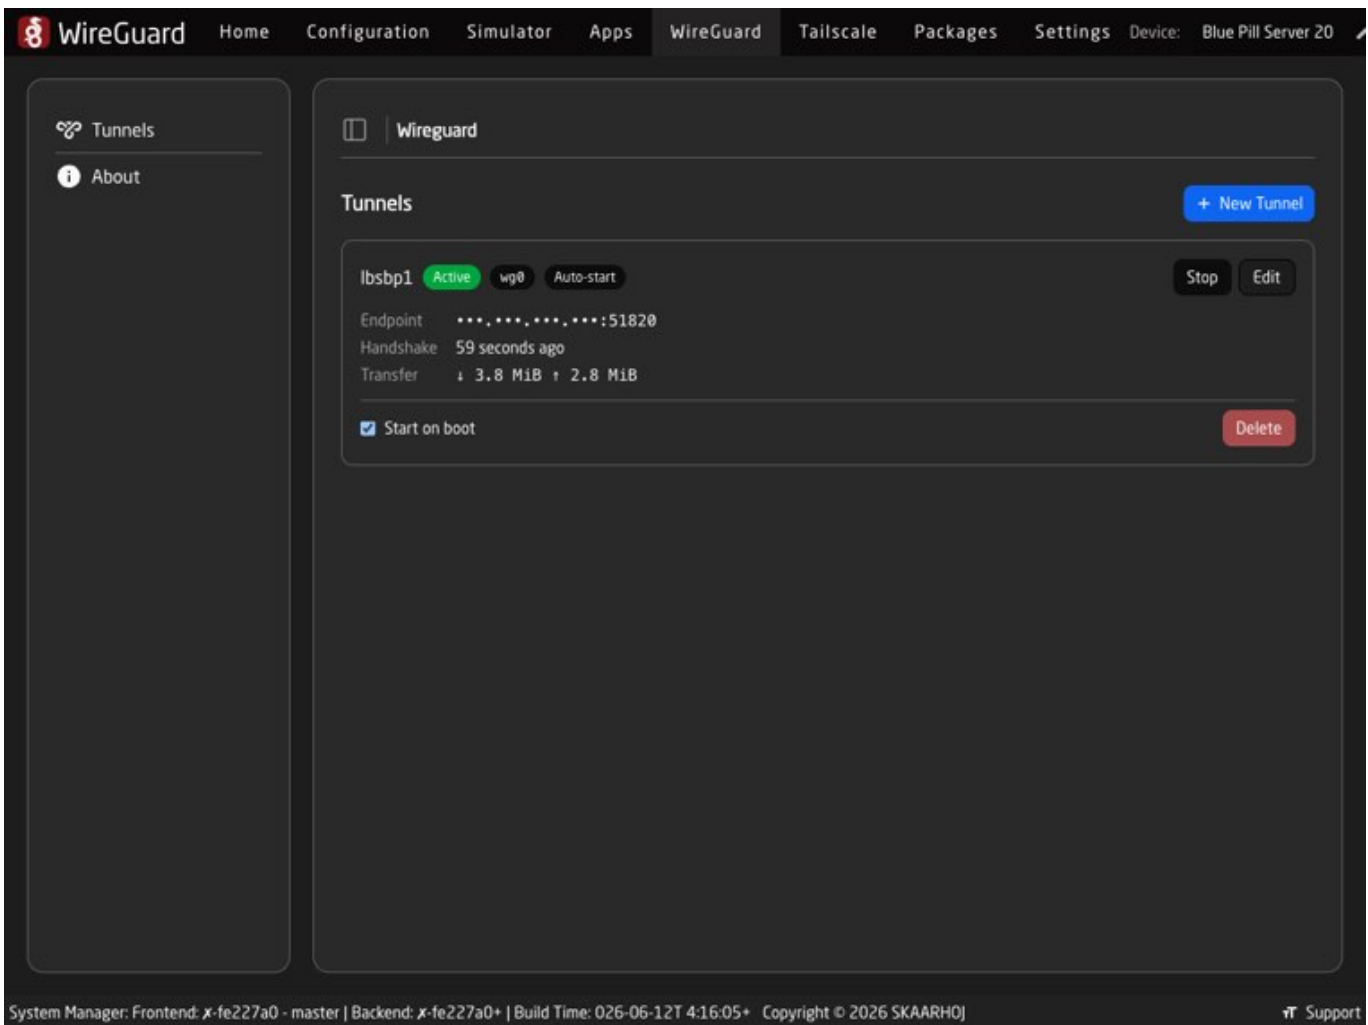 WireGuard Home Configuration Simulator Apps WireGuard Tailscale Packages Settings Device: Blue Pill Server 20
Tunnels
About
Wireguard
Tunnels
+ New Tunnel
lbsbp1 Active wg0 Auto-start Stop Edit
Endpoint •••.•••.•••.•••:51820
Handshake 59 seconds ago
Transfer ↓ 3.8 MiB ↑ 2.8 MiB
Start on boot Delete
System Manager: Frontend: ✗-fe227a0 - master | Backend: ✗-fe227a0+ | Build Time: 026-06-12T 4:16:05+ Copyright © 2026 SKAARHOJ Support